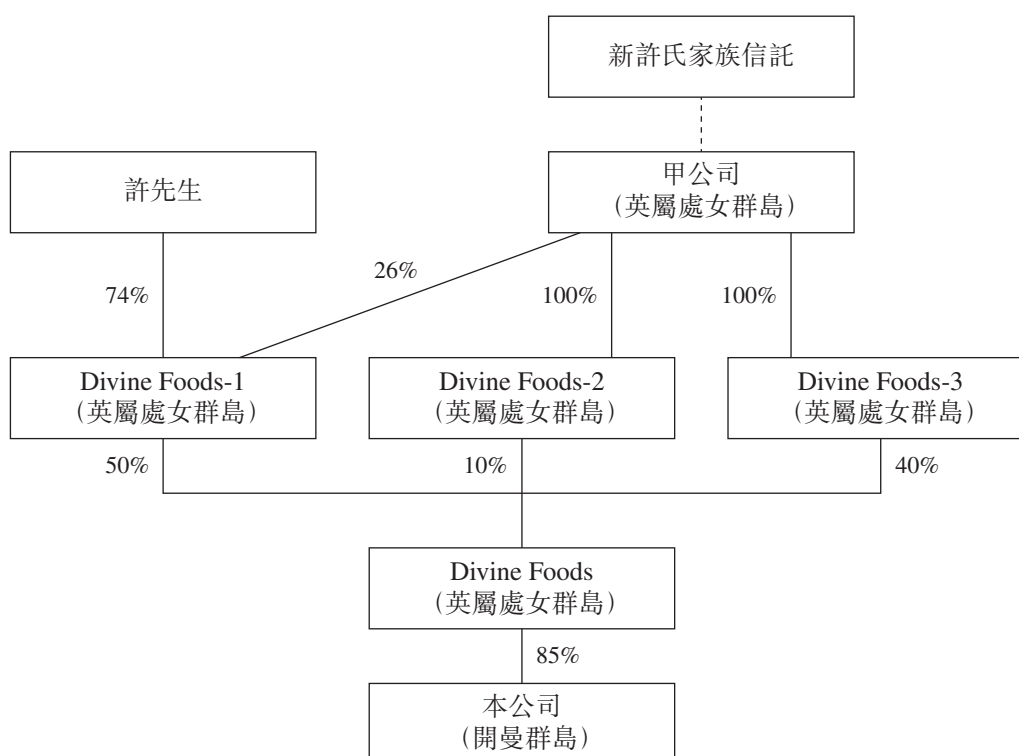 新許氏家族信託
許先生
甲公司
（英屬處女群島）
74%
26%
100%
100%
Divine Foods-1
（英屬處女群島）
Divine Foods-2
（英屬處女群島）
Divine Foods-3
（英屬處女群島）
50%
10%
40%
Divine Foods
（英屬處女群島）
85%
本公司
（開曼群島）